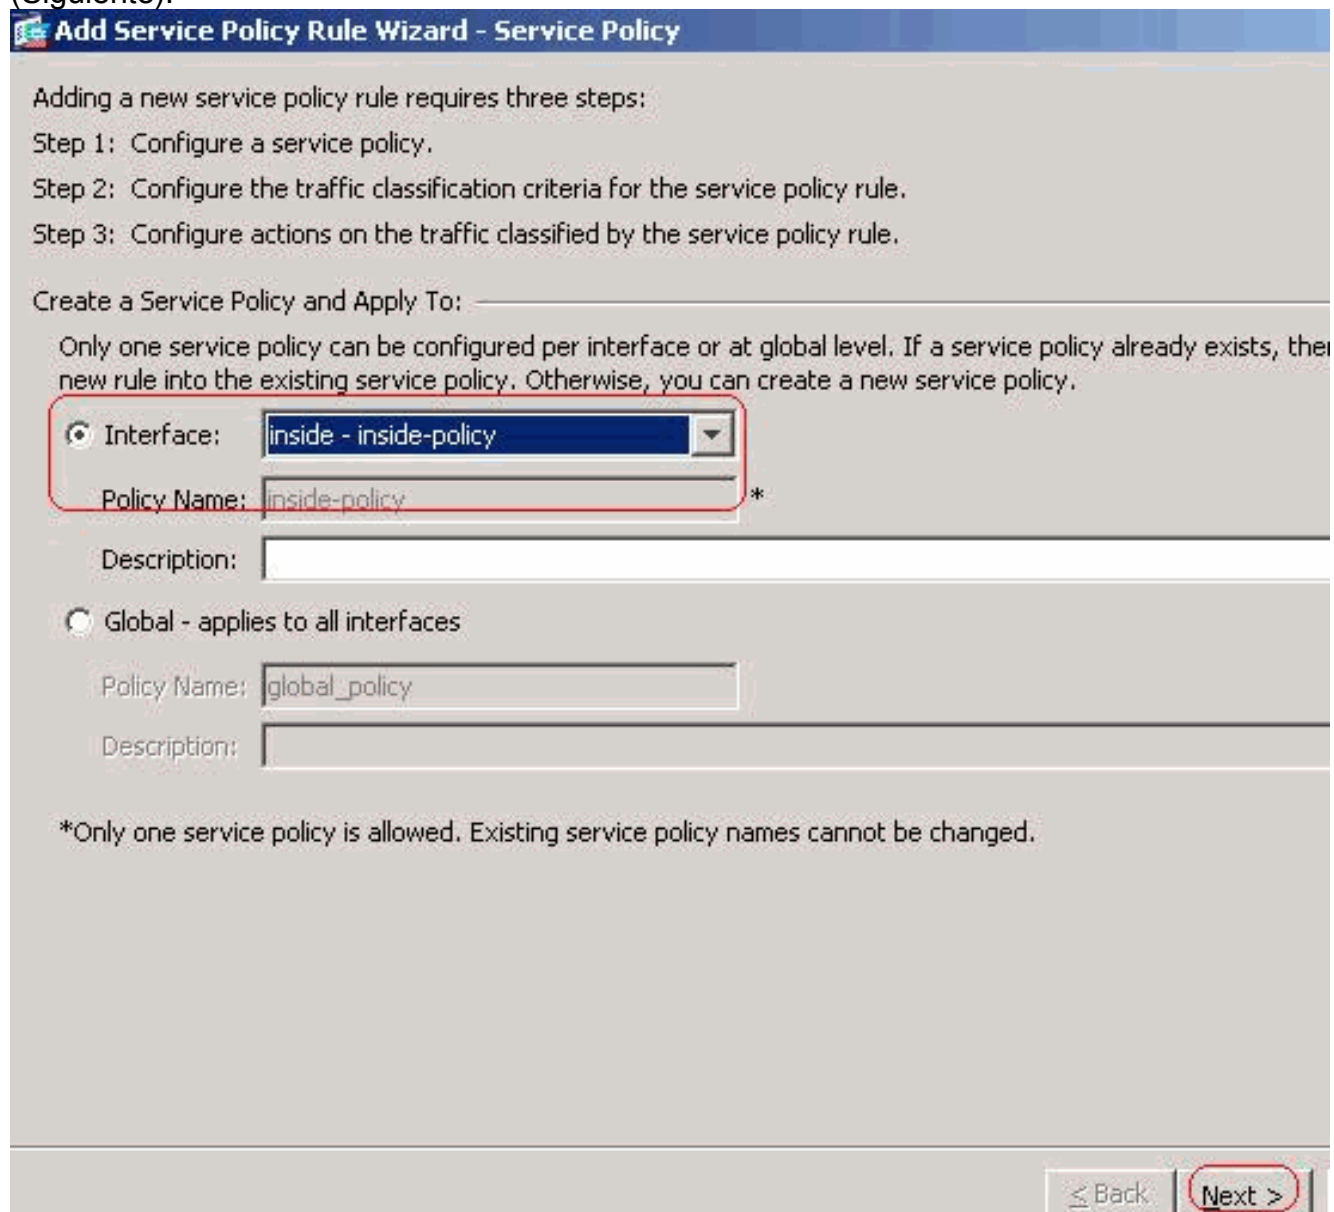 (Siguiente).
Add Service Policy Rule Wizard - Service Policy
Adding a new service policy rule requires three steps:
Step 1: Configure a service policy.
Step 2: Configure the traffic classification criteria for the service policy rule.
Step 3: Configure actions on the traffic classified by the service policy rule.
Create a Service Policy and Apply To:
Only one service policy can be configured per interface or at global level. If a service policy already exists, the
new rule into the existing service policy. Otherwise, you can create a new service policy.
Interface: inside - inside-policy
Policy Name: inside-policy *
Description:
Global - applies to all interfaces
Policy Name: global_policy
Description:
*Only one service policy is allowed. Existing service policy names cannot be changed.
< Back Next >